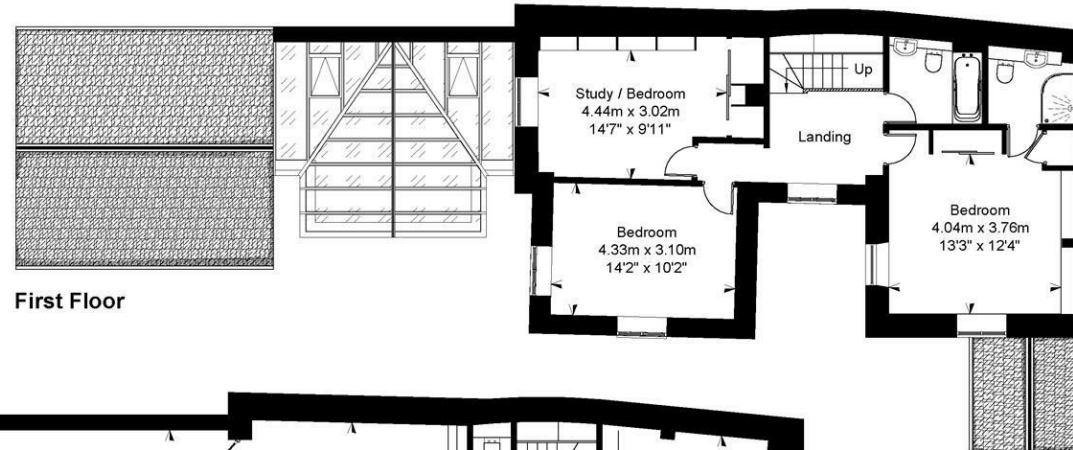 Study / Bedroom
4.44m x 3.02m
14'7" x 9'11"
Up
Landing
Bedroom
4.33m x 3.10m
14'2" x 10'2"
Bedroom
4.04m x 3.76m
13'3" x 12'4"
First Floor